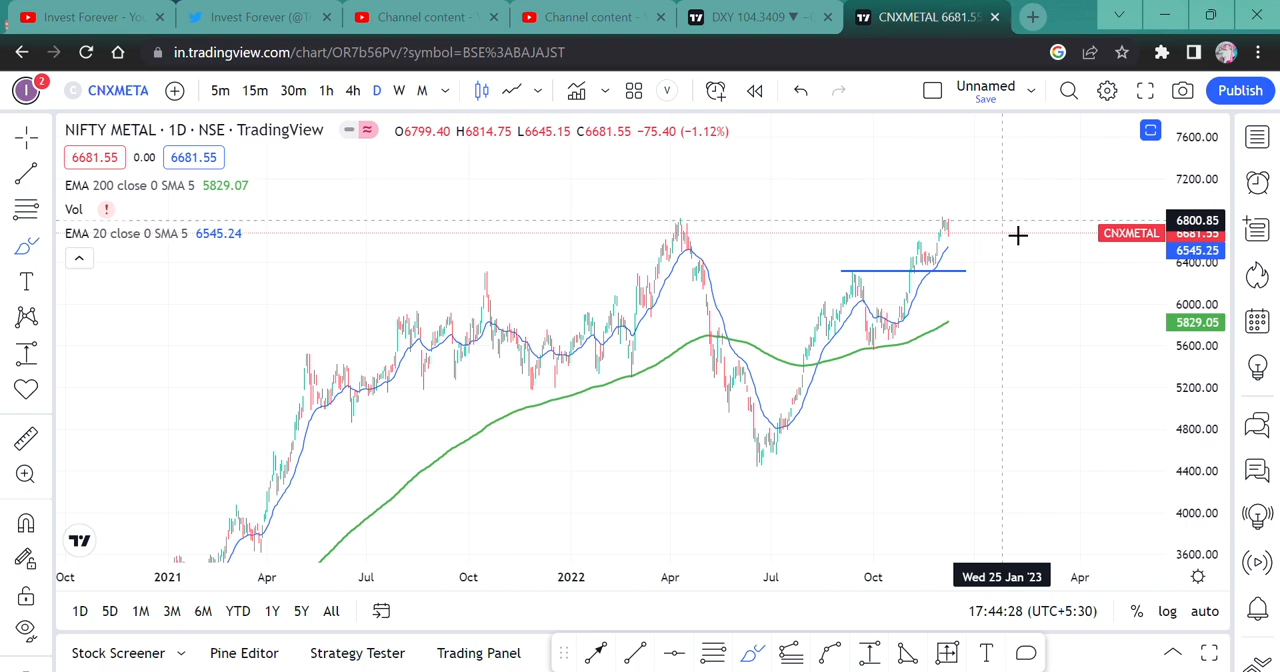 Invest Forever - Yo
Invest Forever (@T
Channel content -
Channel content -
DXY 104.3409 ▼ −
CNXMETAL 6681.55
in.tradingview.com/chart/OR7b56Pv/?symbol=BSE%3ABAJAJST
I 2 C CNXMETA 5m 15m 30m 1h 4h D W M V Unnamed Save Publish
NIFTY METAL · 1D · NSE · TradingView O6799.40 H6814.75 L6645.15 C6681.55 −75.40 (−1.12%)
6681.55 0.00 6681.55
EMA 200 close 0 SMA 5 5829.07
Vol !
EMA 20 close 0 SMA 5 6545.24
7600.00
7200.00
6800.85
CNXMETAL 6681.55
6545.25
6400.00
6000.00
5829.05
5600.00
5200.00
4800.00
4400.00
4000.00
3600.00
Oct 2021 Apr Jul Oct 2022 Apr Jul Oct Wed 25 Jan '23 Apr
1D 5D 1M 3M 6M YTD 1Y 5Y All 17:44:28 (UTC+5:30) % log auto
Stock Screener Pine Editor Strategy Tester Trading Panel